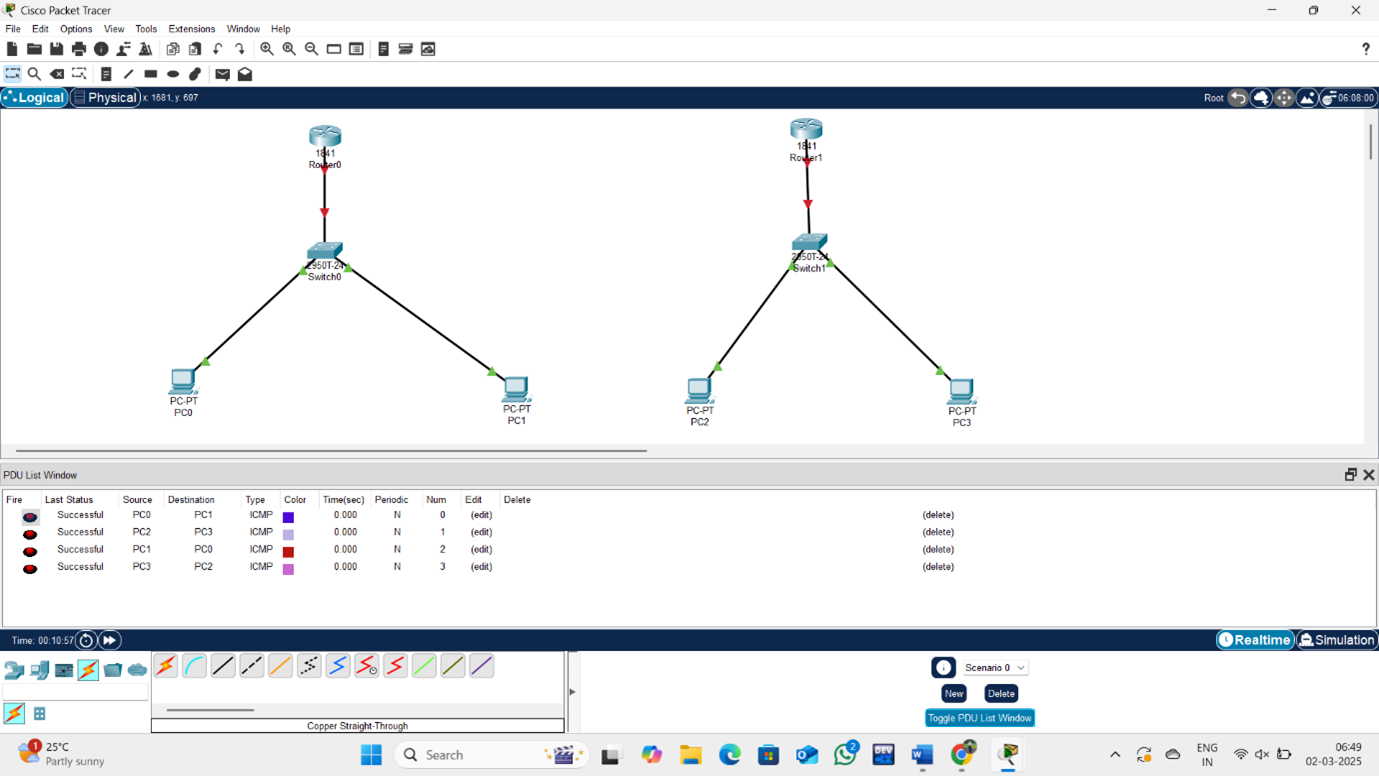 Cisco Packet Tracer
File Edit Options View Tools Extensions Window Help
?
Logical Physical x: 1681, y: 697 Root 06:08:00
1841
Router0
1841
Router1
2950T-24
Switch0
2950T-24
Switch1
PC-PT
PC0
PC-PT
PC1
PC-PT
PC2
PC-PT
PC3
PDU List Window
Fire Last Status Source Destination Type Color Time(sec) Periodic Num Edit Delete
Successful PC0 PC1 ICMP 0.000 N 0 (edit) (delete)
Successful PC2 PC3 ICMP 0.000 N 1 (edit) (delete)
Successful PC1 PC0 ICMP 0.000 N 2 (edit) (delete)
Successful PC3 PC2 ICMP 0.000 N 3 (edit) (delete)
Time: 00:10:57 Realtime Simulation
Scenario 0
New Delete
Toggle PDU List Window
Copper Straight-Through
1 25°C
Partly sunny
Search
2
DEV
W
ENG
IN
06:49
02-03-2025